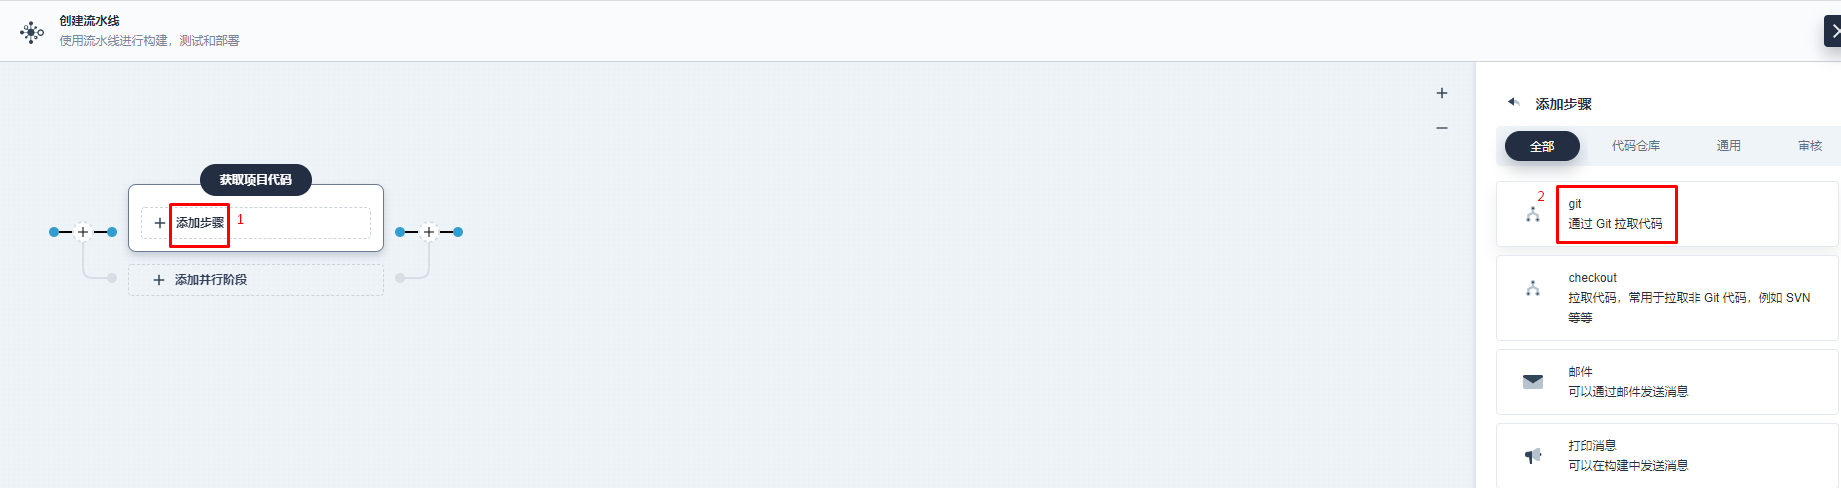 创建流水线
使用流水线进行构建，测试和部署
获取项目代码
添加步骤
1
添加并行阶段
添加步骤
全部 代码仓库 通用 审核
2
git
通过 Git 拉取代码
checkout
拉取代码，常用于拉取非 Git 代码，例如 SVN
等等
邮件
可以通过邮件发送消息
打印消息
可以在构建中发送消息